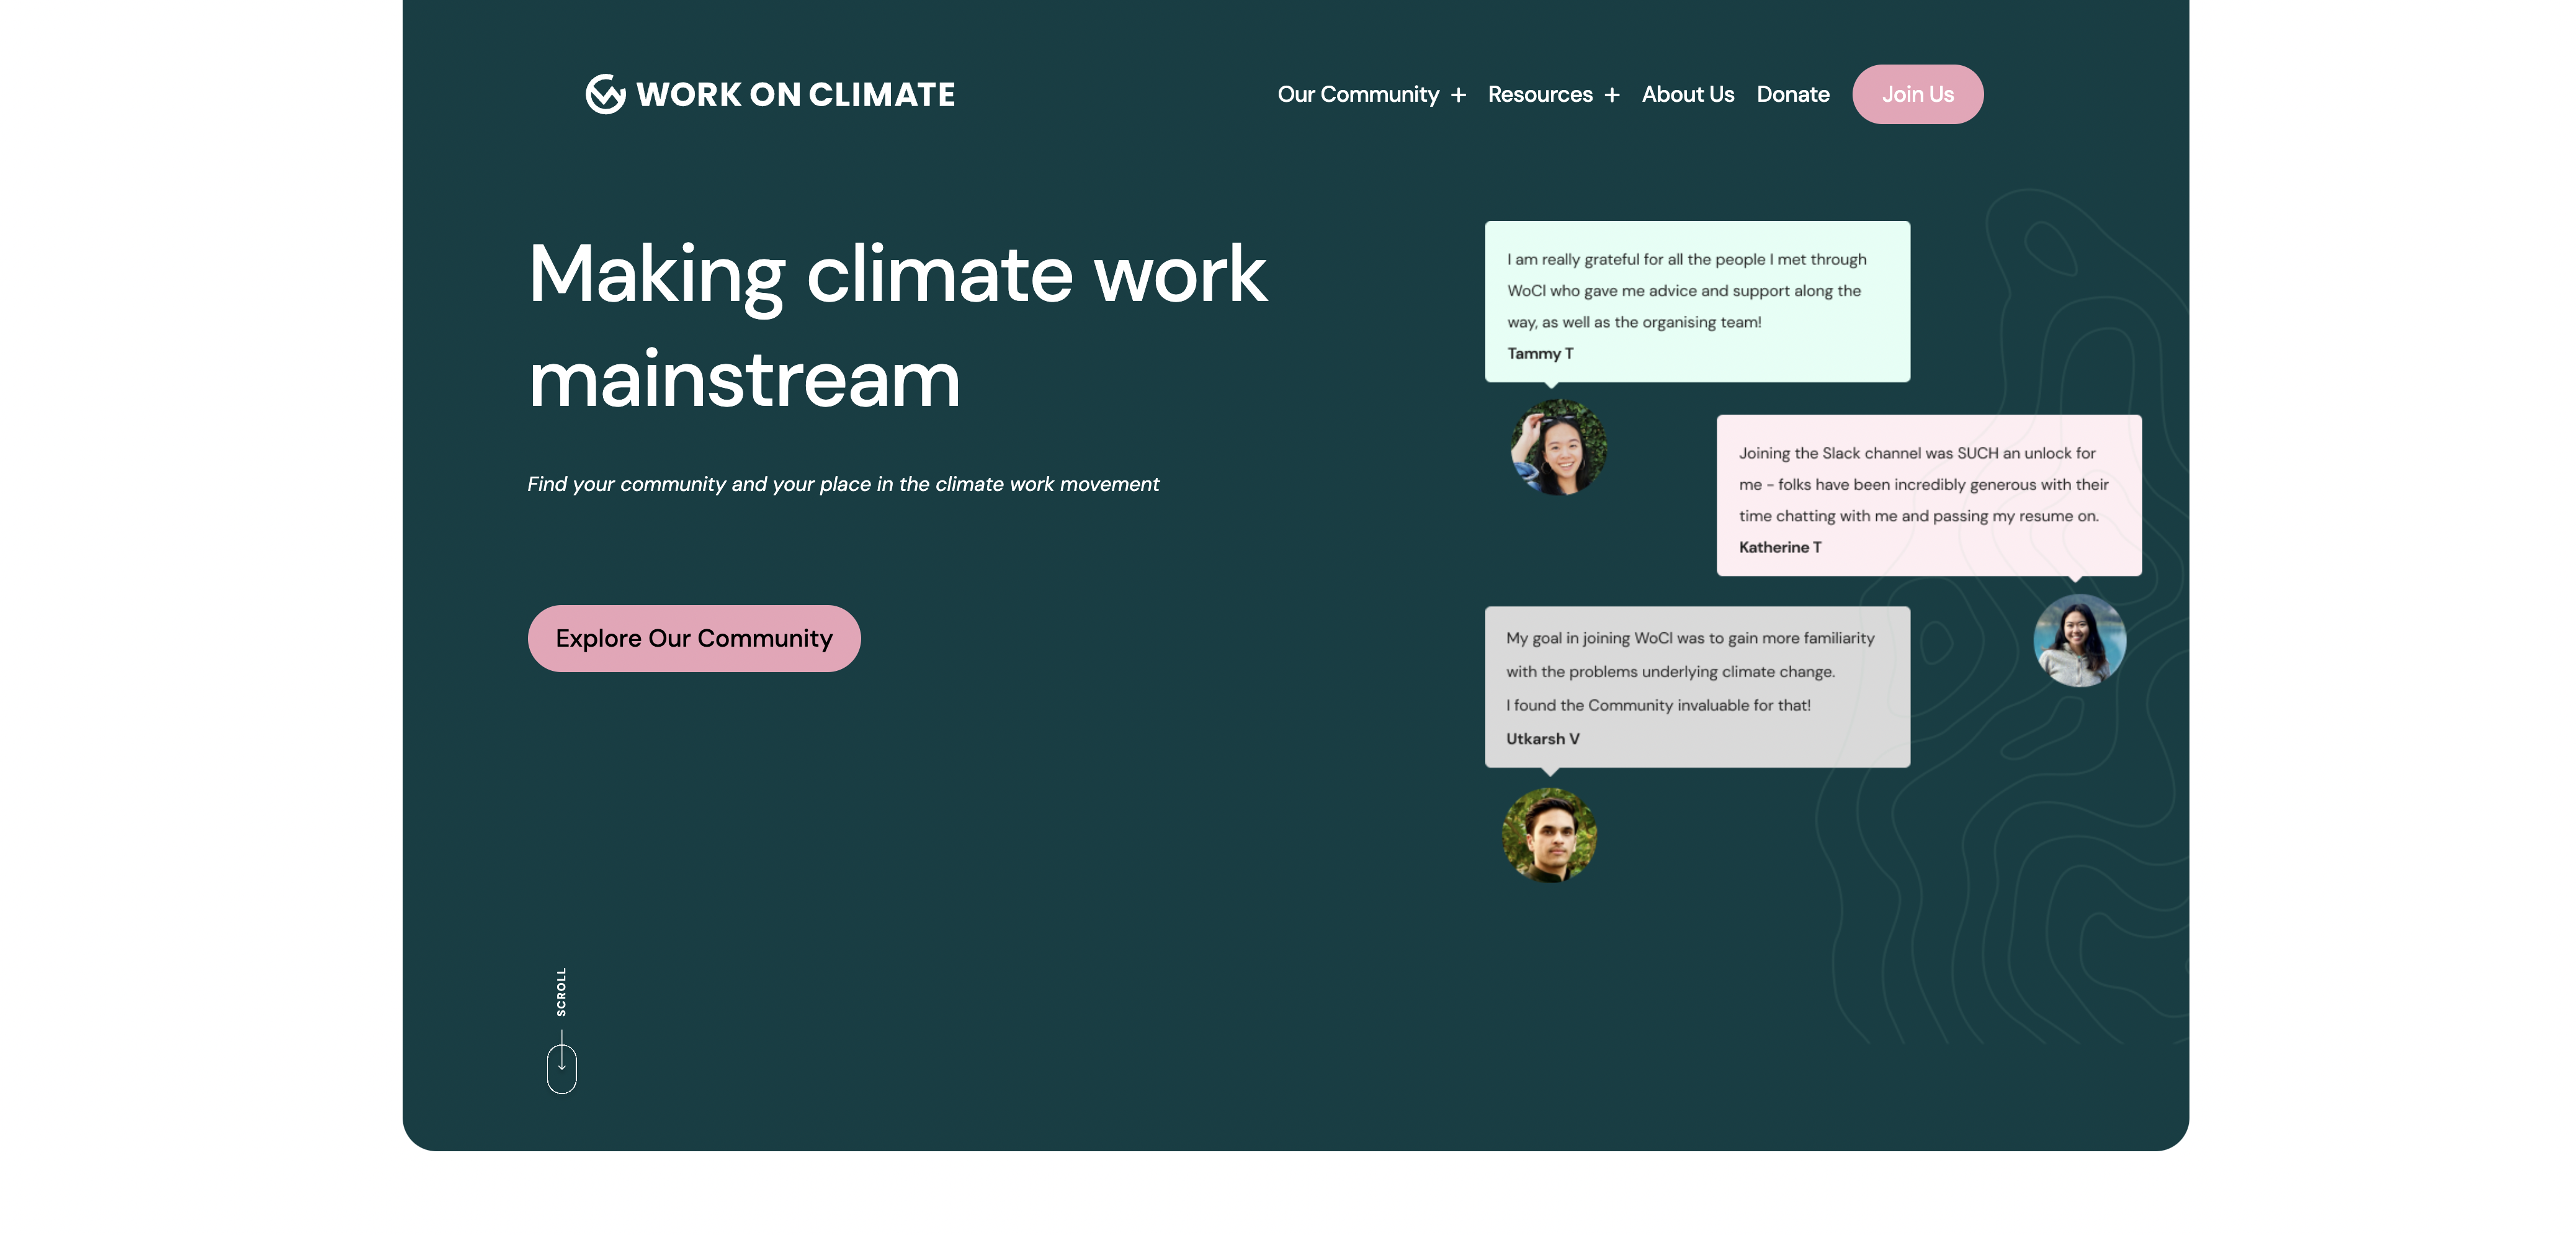 WORK ON CLIMATE
Our Community +
Resources +
About Us
Donate
Join Us
Making climate work
mainstream
Find your community and your place in the climate work movement
Explore Our Community
I am really grateful for all the people I met through
WoCl who gave me advice and support along the
way, as well as the organising team!
Tammy T
Joining the Slack channel was SUCH an unlock for
me - folks have been incredibly generous with their
time chatting with me and passing my resume on.
Katherine T
My goal in joining WoCl was to gain more familiarity
with the problems underlying climate change.
I found the Community invaluable for that!
Utkarsh V
SCROLL